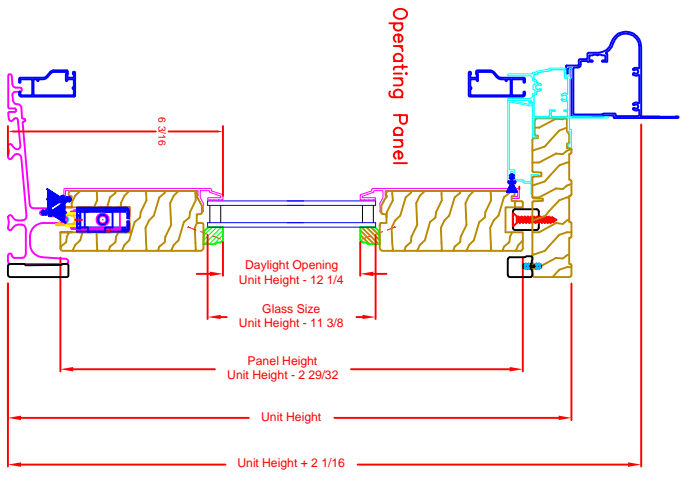 Operating Panel
6 3/16
Daylight Opening
Unit Height - 12 1/4
Glass Size
Unit Height - 11 3/8
Panel Height
Unit Height - 2 29/32
Unit Height
Unit Height + 2 1/16